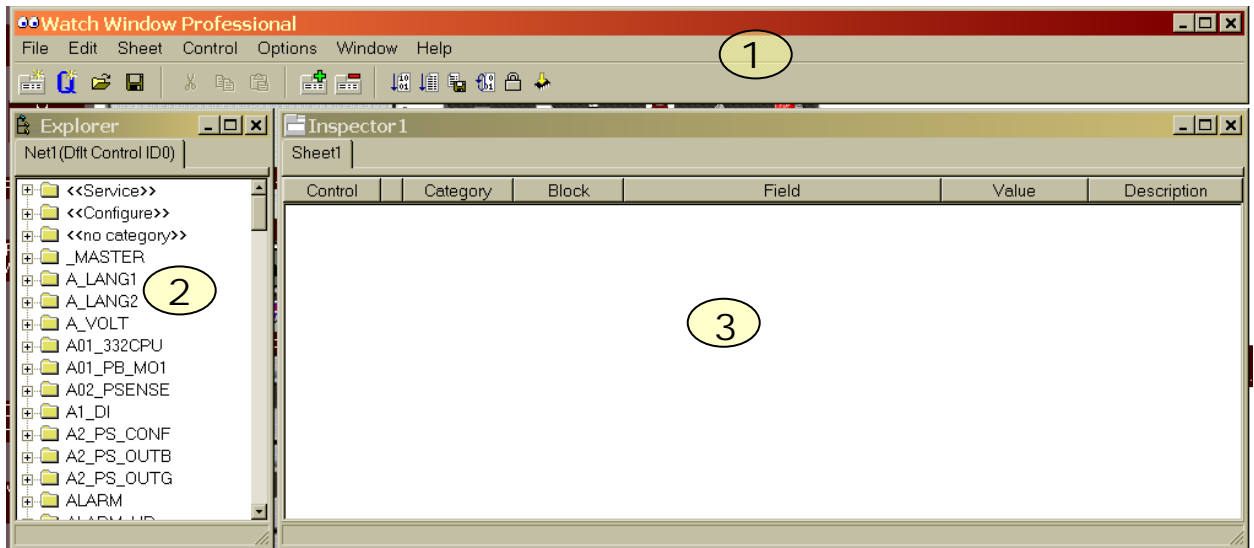 Watch Window Professional
File Edit Sheet Control Options Window Help
1
Explorer
Net1(Dflt Control ID0)
<<Service>>
<<Configure>>
<<no category>>
_MASTER
A_LANG1
A_LANG2
2
A_VOLT
A01_332CPU
A01_PB_MO1
A02_PSENSE
A1_DI
A2_PS_CONF
A2_PS_OUTB
A2_PS_OUTG
ALARM
Inspector1
Sheet1
Control Category Block Field Value Description
3